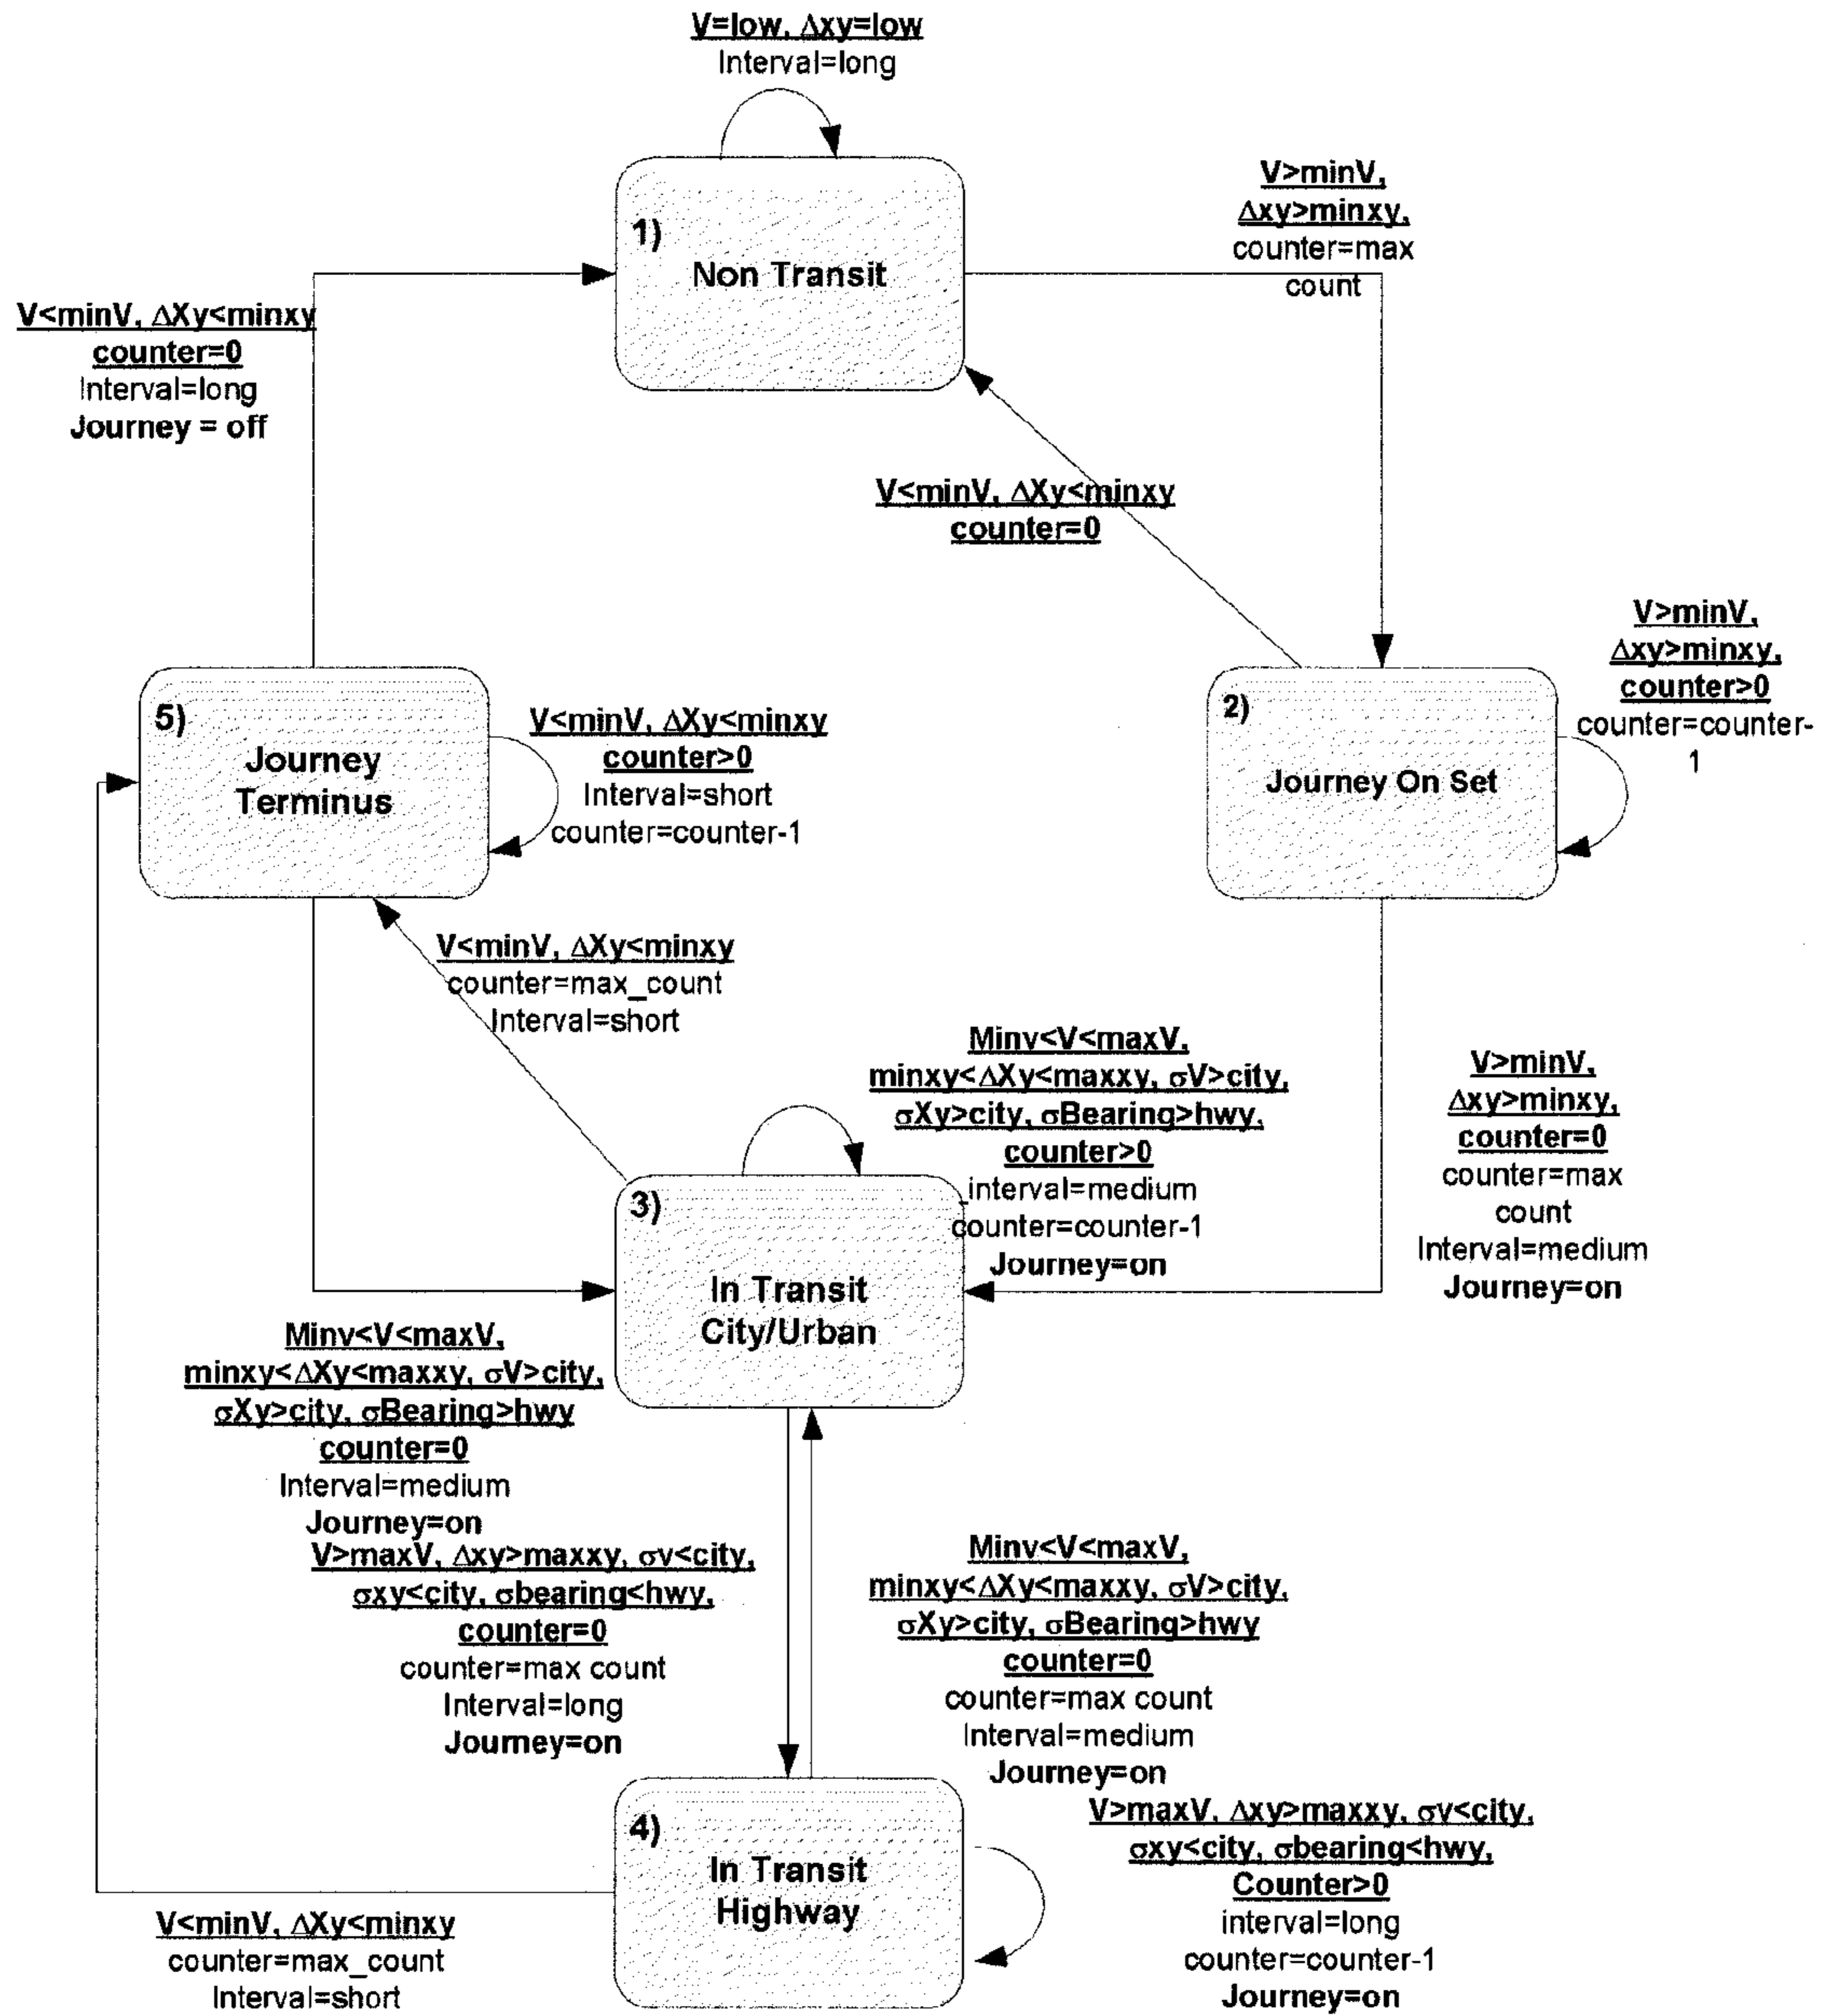 V=low, Δxy=low
Interval=long
1)
Non Transit
V>minV,
Δxy>minxy,
counter=max
count
V<minV, ΔXy<minxy
counter=0
Interval=long
Journey = off
V<minV, ΔXy<minxy
counter=0
V>minV,
Δxy>minxy,
counter>0
counter=counter-
1
5)
Journey
Terminus
V<minV, ΔXy<minxy
counter>0
Interval=short
counter=counter-1
2)
Journey On Set
V<minV, ΔXy<minxy
counter=max_count
Interval=short
Minv<V<maxV,
minxy<ΔXy<maxxy, σV>city,
σXy>city, σBearing>hwy,
counter>0
interval=medium
counter=counter-1
Journey=on
V>minV,
Δxy>minxy,
counter=0
counter=max
count
Interval=medium
Journey=on
3)
In Transit
City/Urban
Minv<V<maxV,
minxy<ΔXy<maxxy, σV>city,
σXy>city, σBearing>hwy
counter=0
Interval=medium
Journey=on
V>maxV, Δxy>maxxy, σv<city,
σxy<city, σbearing<hwy,
counter=0
counter=max count
Interval=long
Journey=on
Minv<V<maxV,
minxy<ΔXy<maxxy, σV>city,
σXy>city, σBearing>hwy
counter=0
counter=max count
Interval=medium
Journey=on
4)
In Transit
Highway
V>maxV, Δxy>maxxy, σv<city,
σxy<city, σbearing<hwy,
Counter>0
interval=long
counter=counter-1
Journey=on
V<minV, ΔXy<minxy
counter=max_count
Interval=short